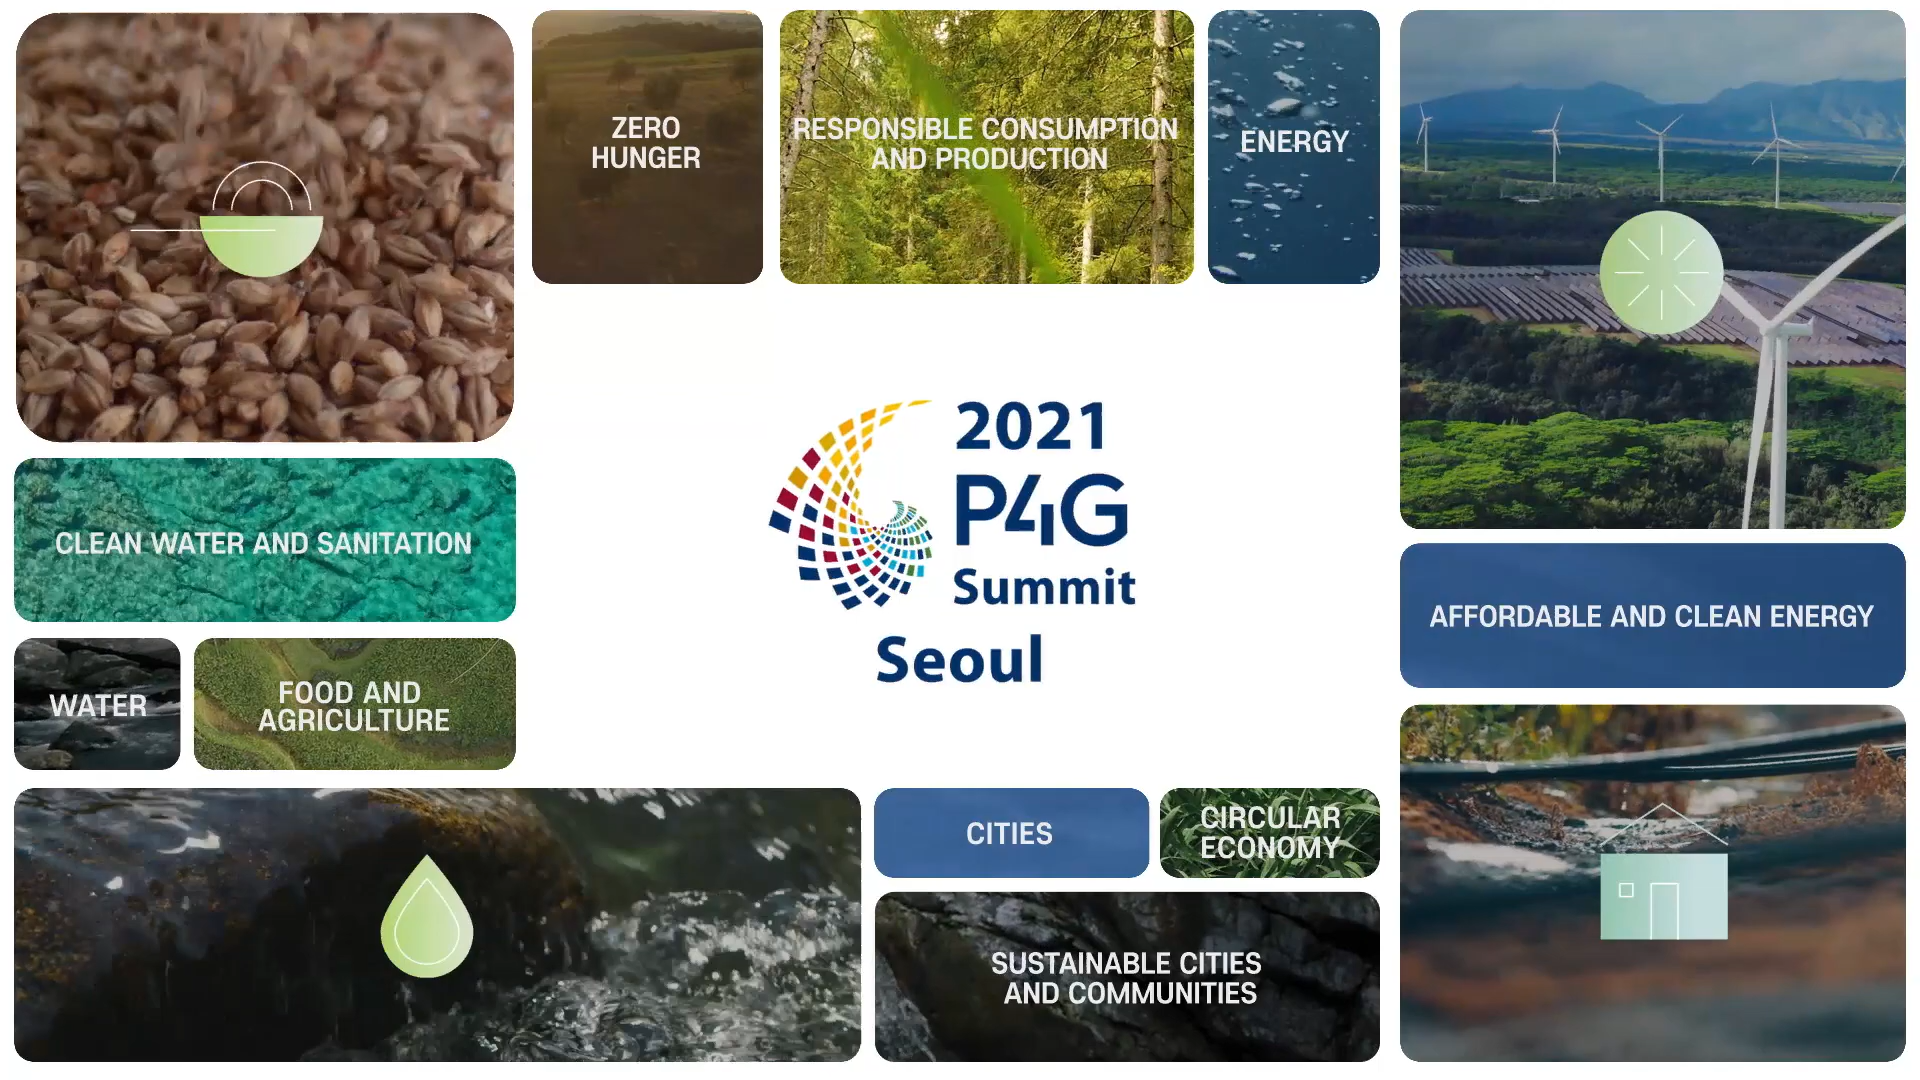 ZERO
HUNGER
RESPONSIBLE CONSUMPTION
AND PRODUCTION
ENERGY
2021
P4G
Summit
Seoul
CLEAN WATER AND SANITATION
AFFORDABLE AND CLEAN ENERGY
WATER
FOOD AND
AGRICULTURE
CITIES
CIRCULAR
ECONOMY
SUSTAINABLE CITIES
AND COMMUNITIES